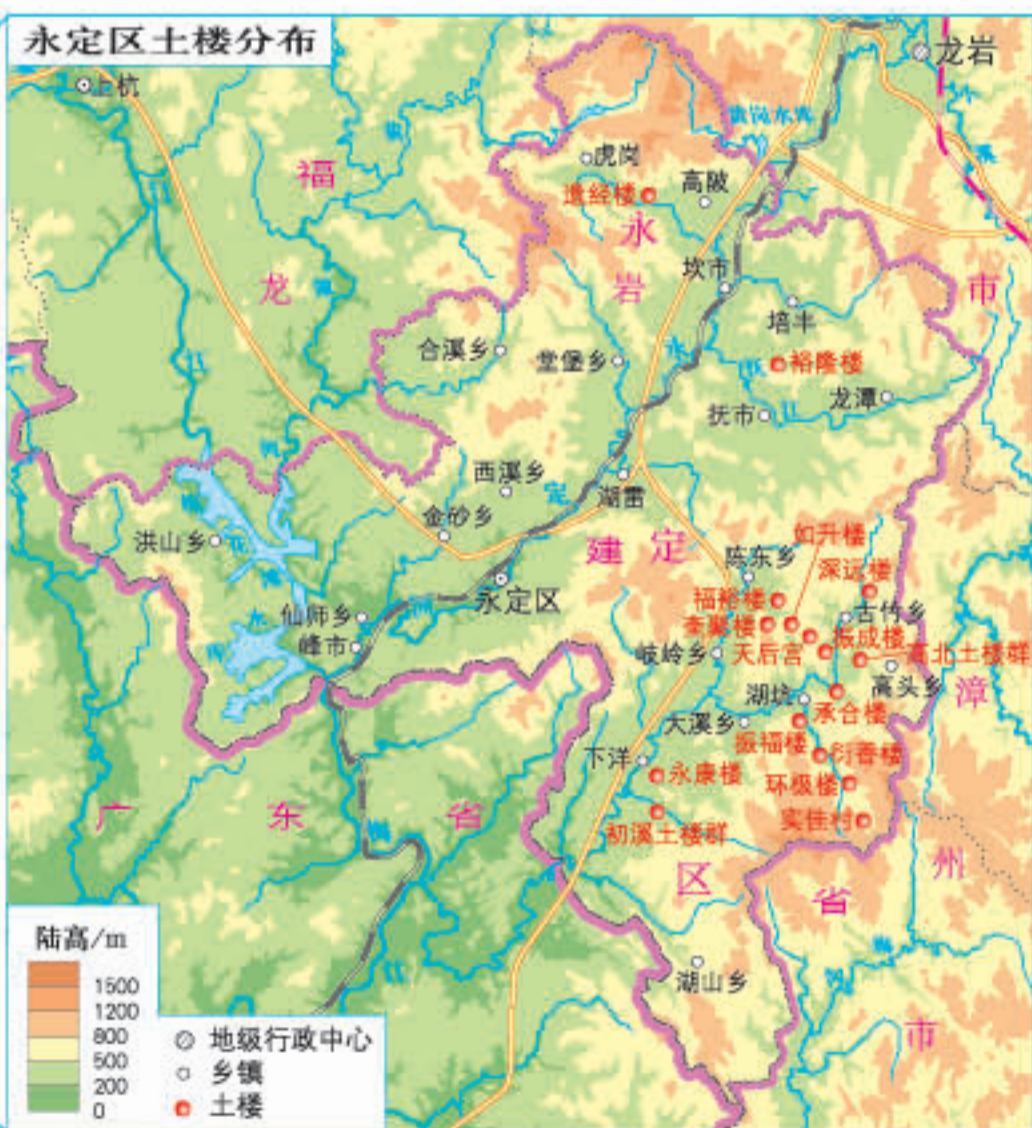 永定区土楼分布
上杭
龙岩
福
虎岗
高陂
遗经楼
永
岩
龙
坎市
市
培丰
合溪乡
堂堡乡
水
裕隆楼
龙潭
抚市
江
江
西溪乡
湖雷
定
金砂乡
洪山乡
建 定
如升楼
陈东乡
深远楼
永定区
河
福裕楼
仙师乡
古竹乡
奎聚楼
振成楼
峰市
岐岭乡
天后宫
高北土楼群
高头乡
湖坑
漳
承合楼
大溪乡
振福楼
衍香楼
下洋
永康楼
环极楼
广 东 省
初溪土楼群
实佳村
区
州
省
江
湖山乡
市
陆高/m
1500
1200
800
500
200
0
地级行政中心
乡镇
土楼